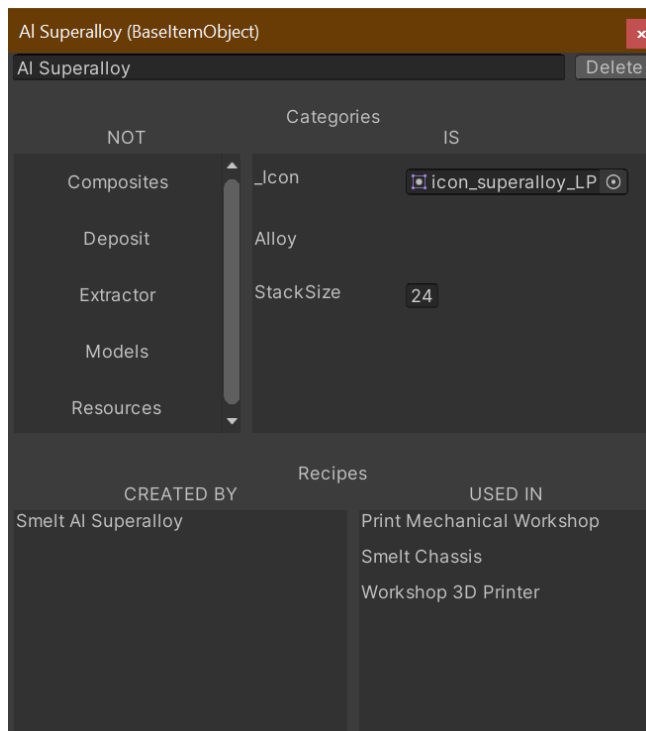 Al Superalloy (BaseItemObject)
×
Al Superalloy
Delete
Categories
NOT
IS
Composites
Deposit
Extractor
Models
Resources
_Icon
icon_superalloy_LP
Alloy
StackSize
24
Recipes
CREATED BY
USED IN
Smelt Al Superalloy
Print Mechanical Workshop
Smelt Chassis
Workshop 3D Printer